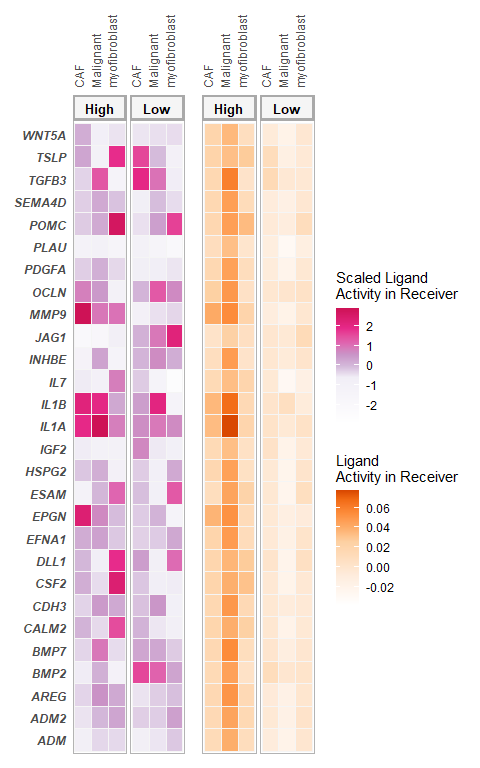 CAF Malignant myofibroblast CAF Malignant myofibroblast CAF Malignant myofibroblast CAF Malignant myofibroblast
High Low High Low
WNT5A
TSLP
TGFB3
SEMA4D
POMC
PLAU
PDGFA
OCLN
MMP9
JAG1
INHBE
IL7
IL1B
IL1A
IGF2
HSPG2
ESAM
EPGN
EFNA1
DLL1
CSF2
CDH3
CALM2
BMP7
BMP2
AREG
ADM2
ADM
Scaled Ligand
Activity in Receiver
2
1
0
-1
-2
Ligand
Activity in Receiver
0.06
0.04
0.02
0.00
-0.02